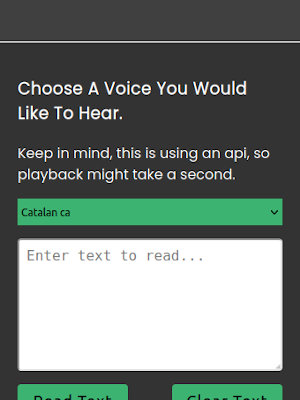 Choose A Voice You Would
Like To Hear.
Keep in mind, this is using an api, so
playback might take a second.
Catalan ca
Enter text to read...
Read Text
Clear Text